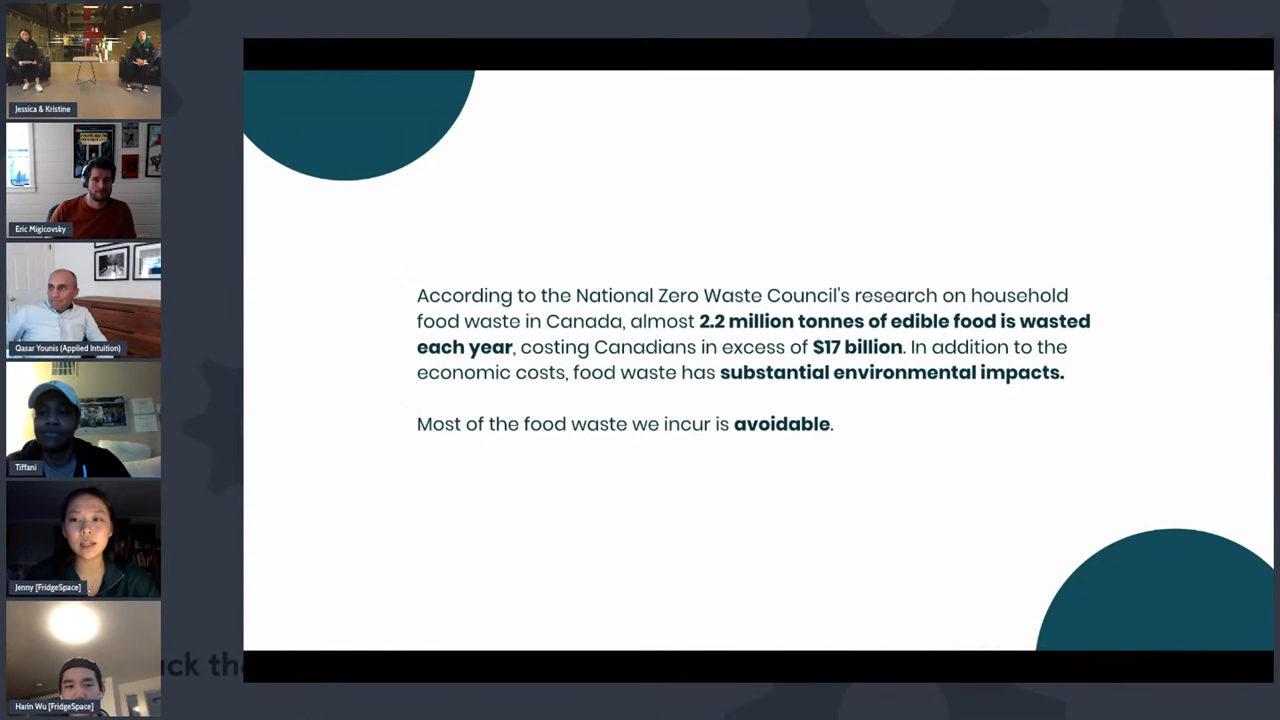 Jessica & Kristine
Eric Migicovsky
Qasar Younis (Applied Intuition)
Tiffani
Jenny [FridgeSpace]
Harin Wu [FridgeSpace]
According to the National Zero Waste Council's research on household
food waste in Canada, almost 2.2 million tonnes of edible food is wasted
each year, costing Canadians in excess of $17 billion. In addition to the
economic costs, food waste has substantial environmental impacts.
Most of the food waste we incur is avoidable.